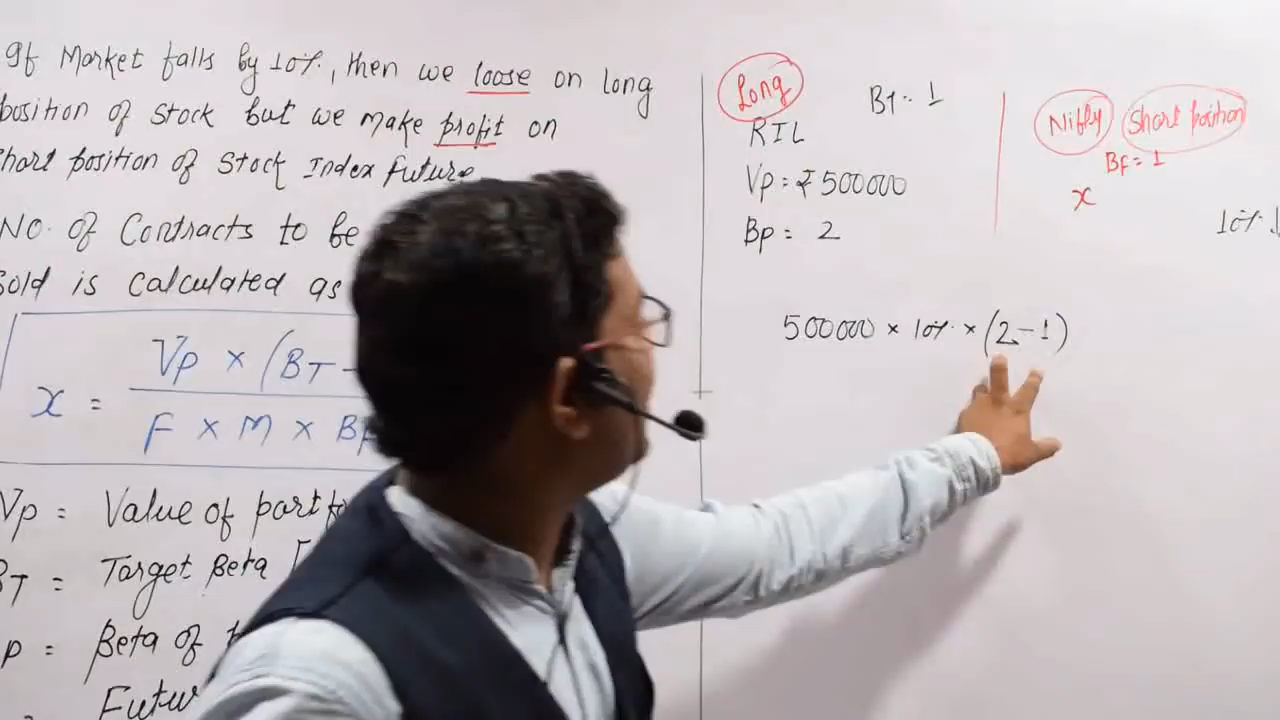 If Market falls by 10%, then we loose on long
position of stock but we make profit on
short position of Stock Index Future
No. of Contracts to be
Sold is calculated as
x = Vp × (BT -
F × M × BF
Vp = Value of portfo
BT = Target Beta [
p = Beta of t
Futur
Long
BT = 1
RIL
Vp = ₹ 500000
Bp = 2
500000 × 10% × (2 - 1)
Nifty Short position
BF = 1
x
10%